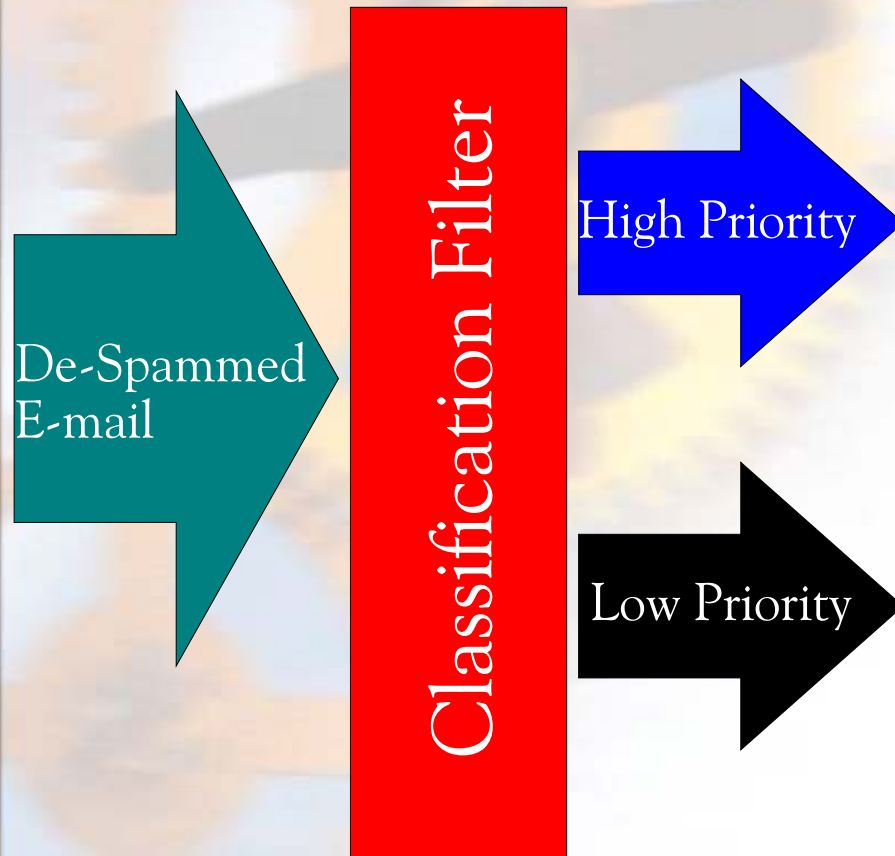 De-Spammed
E-mail
Classification Filter
High Priority
Low Priority